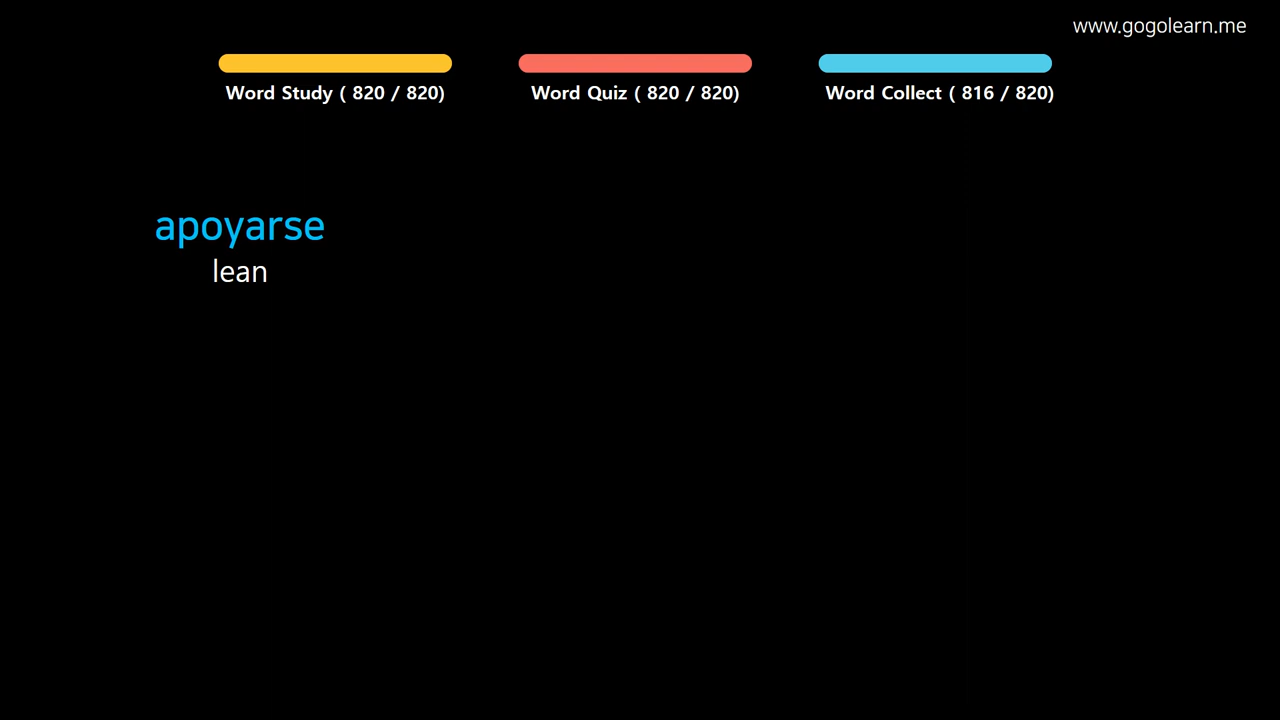 www.gogolearn.me
Word Study ( 820 / 820)
Word Quiz ( 820 / 820)
Word Collect ( 816 / 820)
apoyarse
lean